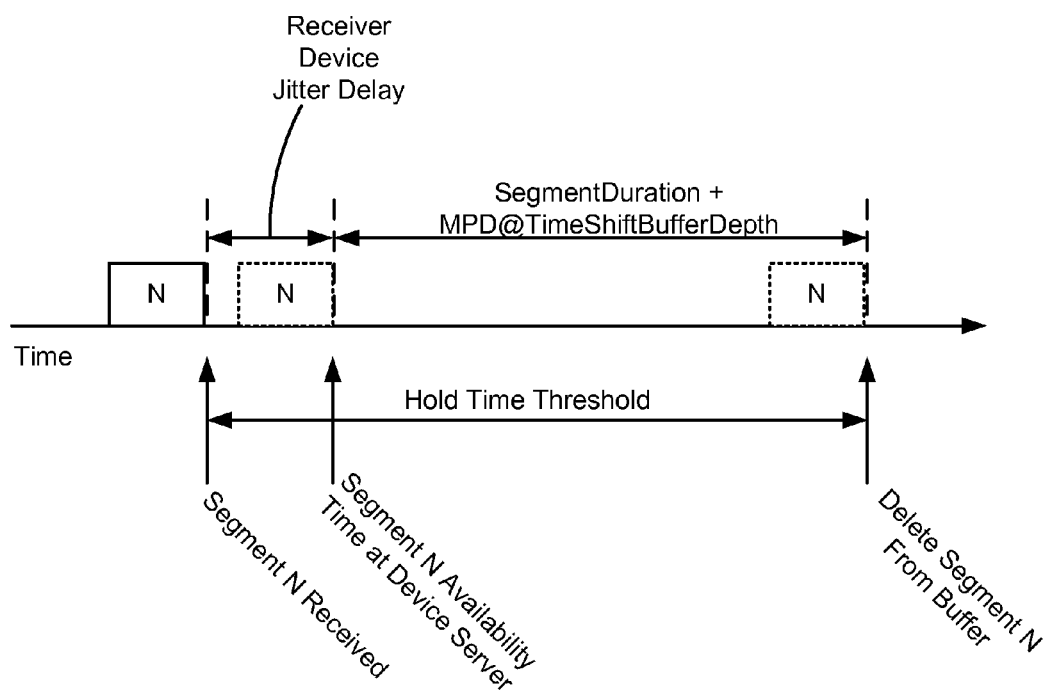 Receiver
Device
Jitter Delay
SegmentDuration +
MPD@TimeShiftBufferDepth
N
N
N
Time
Hold Time Threshold
Segment N Received
Segment N Availability
Time at Device Server
Delete Segment N
From Buffer